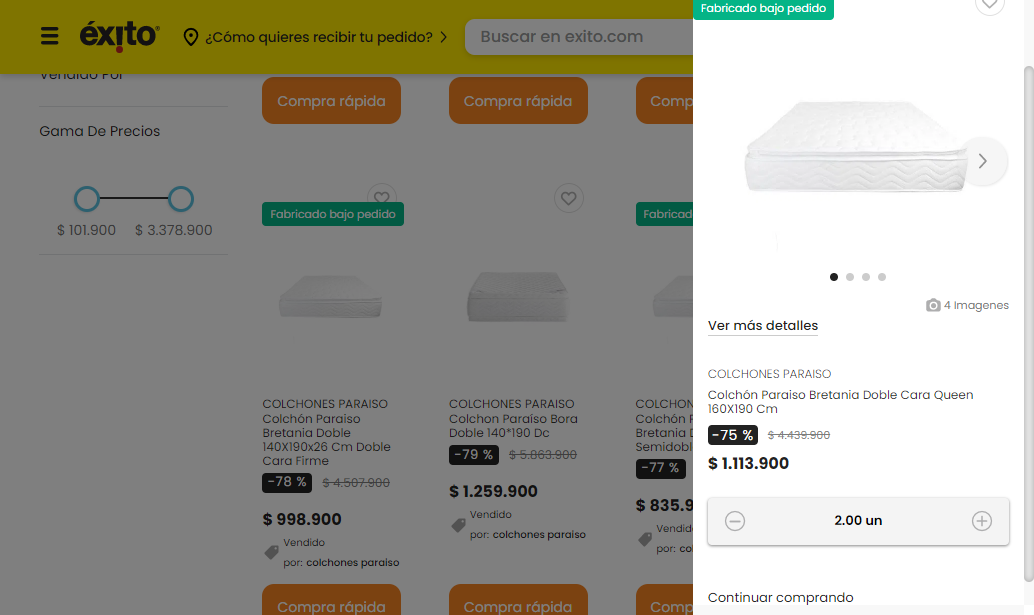 éxito
¿Cómo quieres recibir tu pedido?
Buscar en exito.com
Vendido Por
Gama De Precios
$ 101.900 $ 3.378.900
Compra rápida
Compra rápida
Comp
Fabricado bajo pedido
COLCHONES PARAISO
Colchón Paraiso
Bretania Doble
140X190x26 Cm Doble
Cara Firme
-78 % $ 4.507.900
$ 998.900
Vendido
por: colchones paraiso
Compra rápida
COLCHONES PARAISO
Colchon Paraiso Bora
Doble 140*190 Dc
-79 % $ 5.863.900
$ 1.259.900
Vendido
por: colchones paraiso
Compra rápida
Fabricad
COLCHON
Colchón P
Bretania D
Semidobl
-77 %
$ 835.9
Vendid
por: co
Comp
Fabricado bajo pedido
4 Imagenes
Ver más detalles
COLCHONES PARAISO
Colchón Paraiso Bretania Doble Cara Queen
160X190 Cm
-75 % $ 4.439.900
$ 1.113.900
2.00 un
Continuar comprando